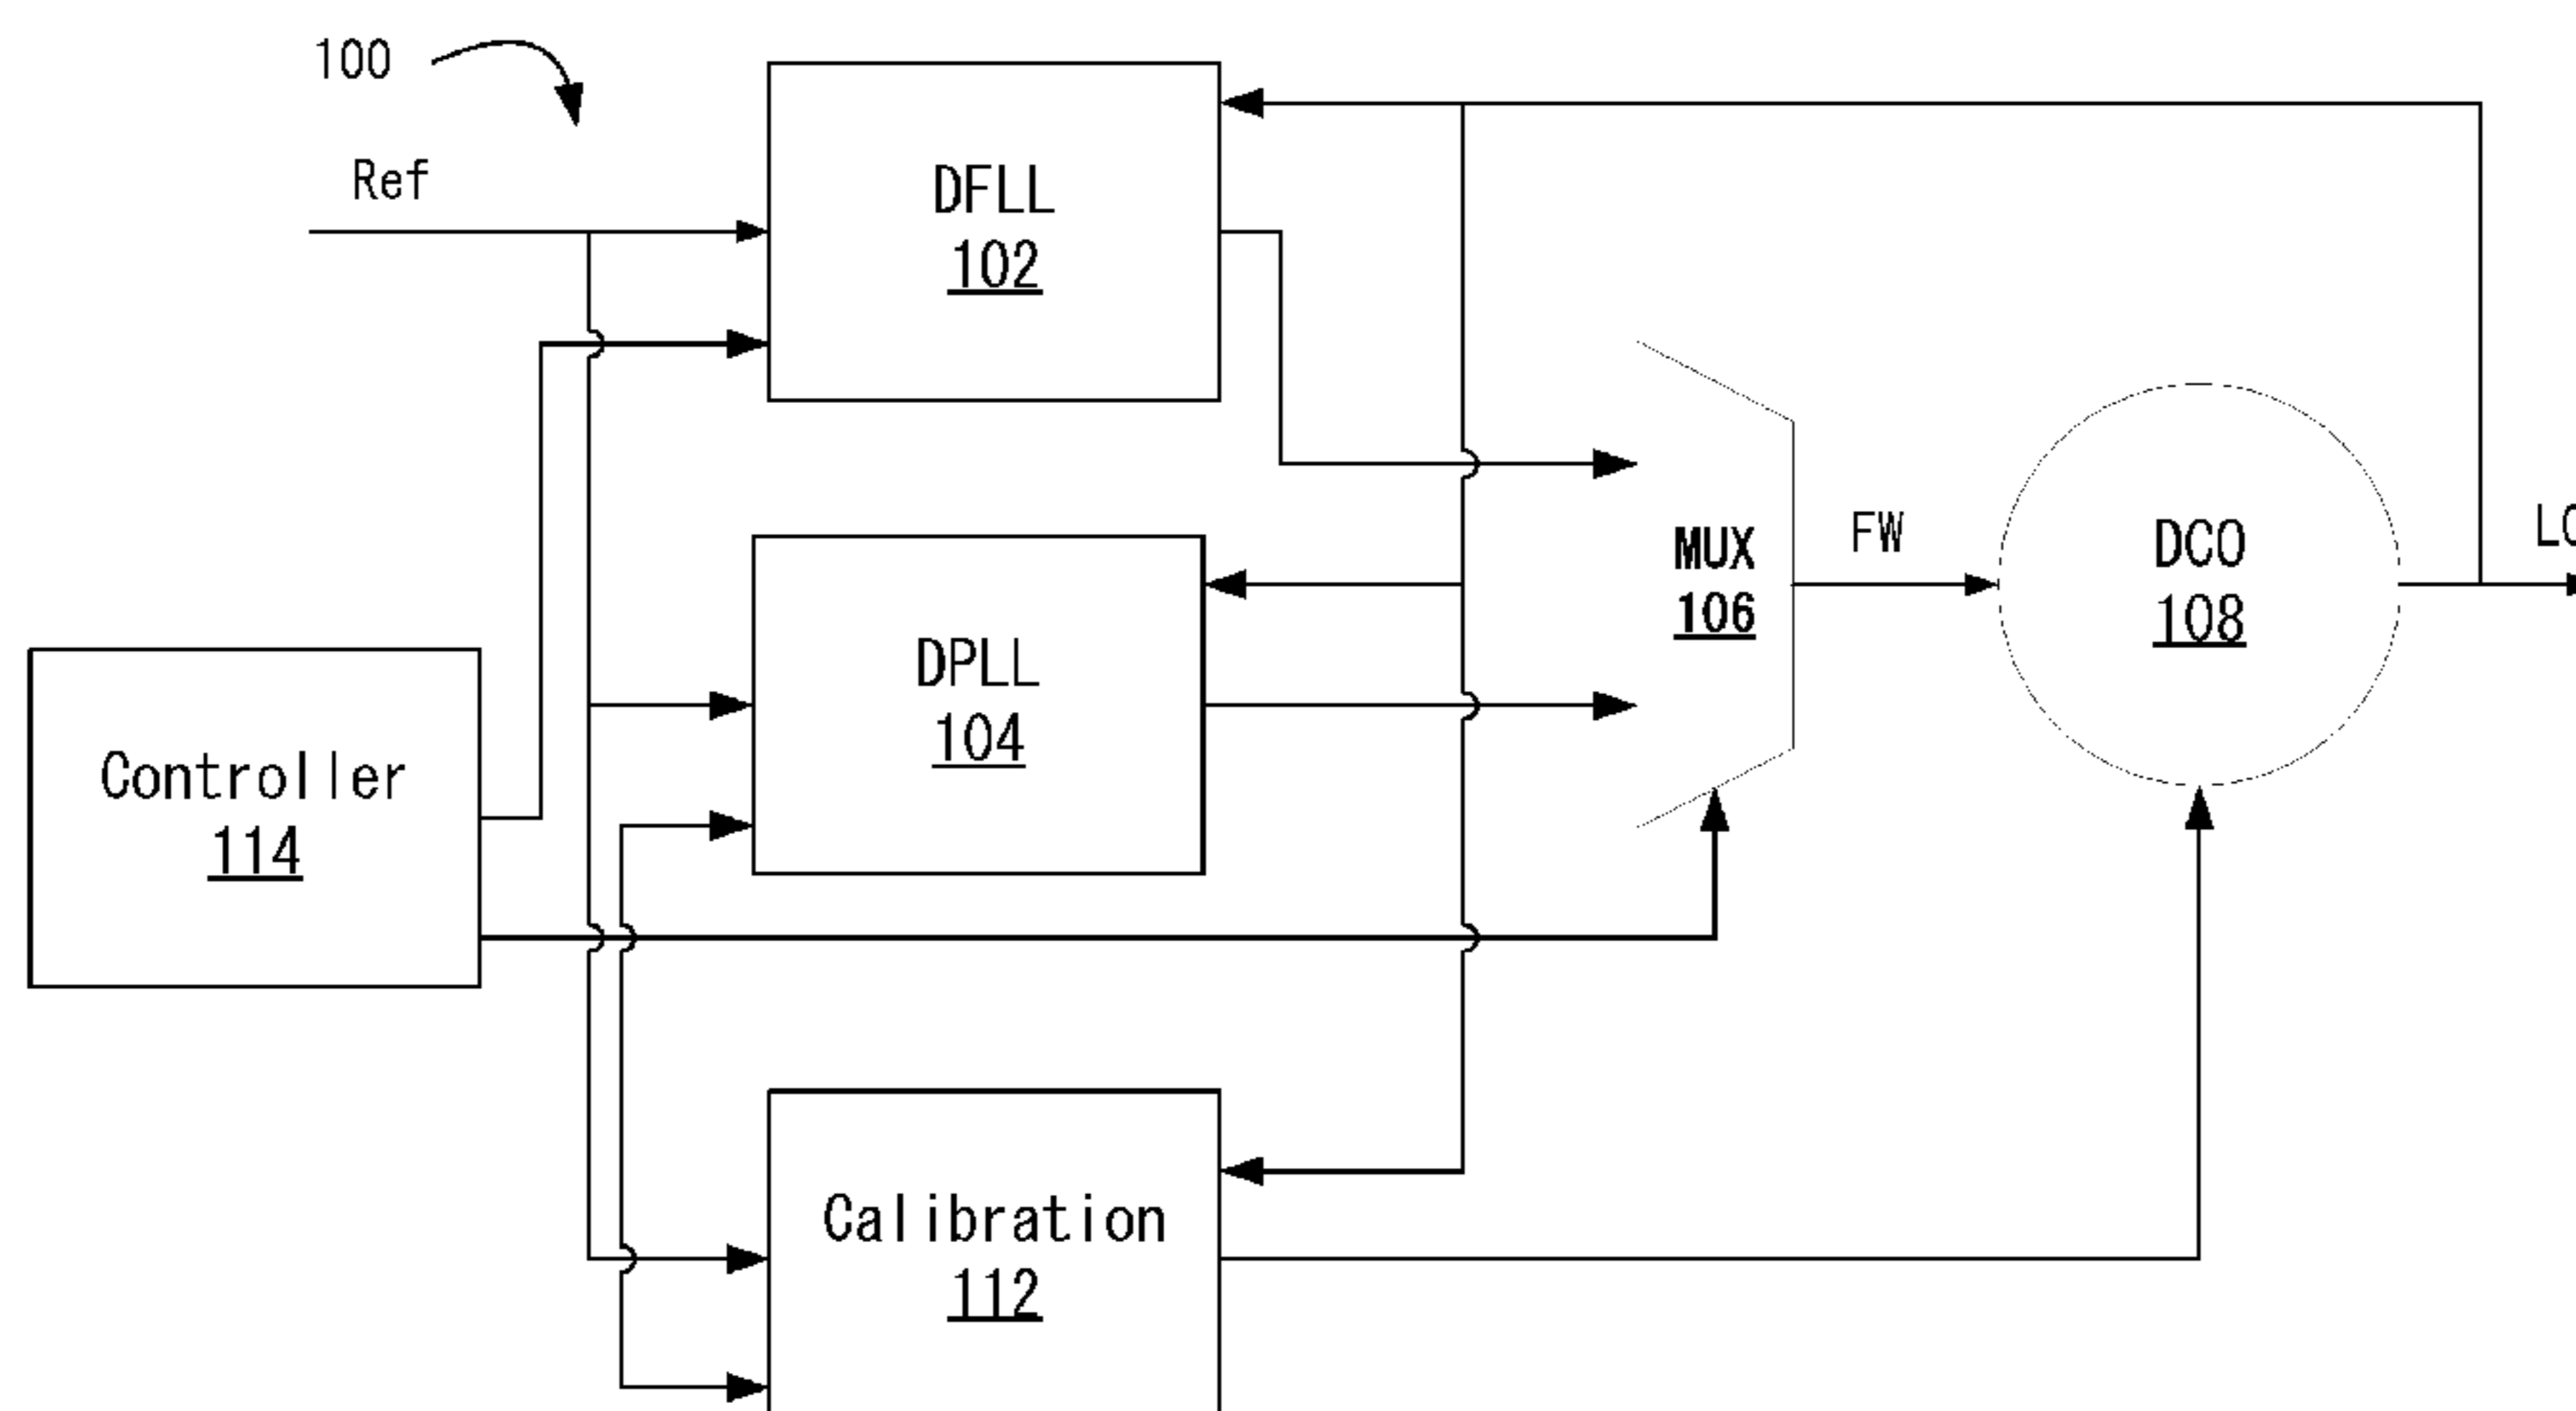 100
Ref
DFLL
102
MUX
106
FW
DCO
108
DPLL
104
Controller
114
Calibration
112